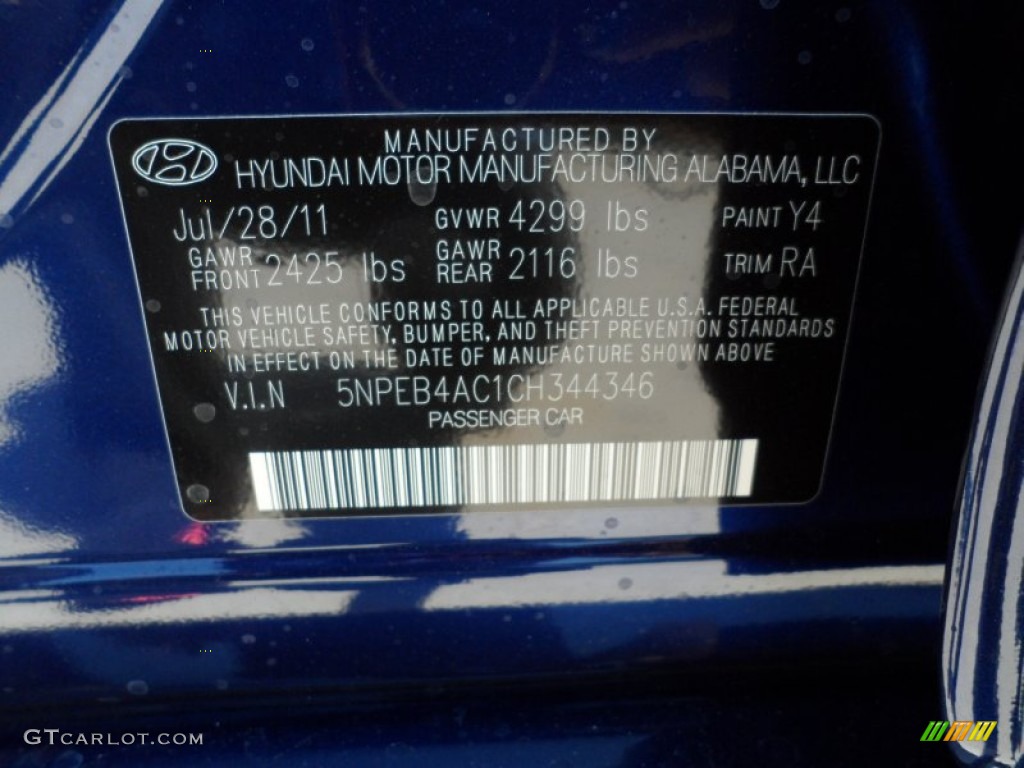 MANUFACTURED BY
HYUNDAI MOTOR MANUFACTURING ALABAMA, LLC
Jul/28/11 GVWR 4299 lbs PAINT Y4
GAWR FRONT 2425 lbs GAWR REAR 2116 lbs TRIM RA
THIS VEHICLE CONFORMS TO ALL APPLICABLE U.S.A. FEDERAL
MOTOR VEHICLE SAFETY, BUMPER, AND THEFT PREVENTION STANDARDS
IN EFFECT ON THE DATE OF MANUFACTURE SHOWN ABOVE
V.I.N 5NPEB4AC1CH344346
PASSENGER CAR
GTCARLOT.COM